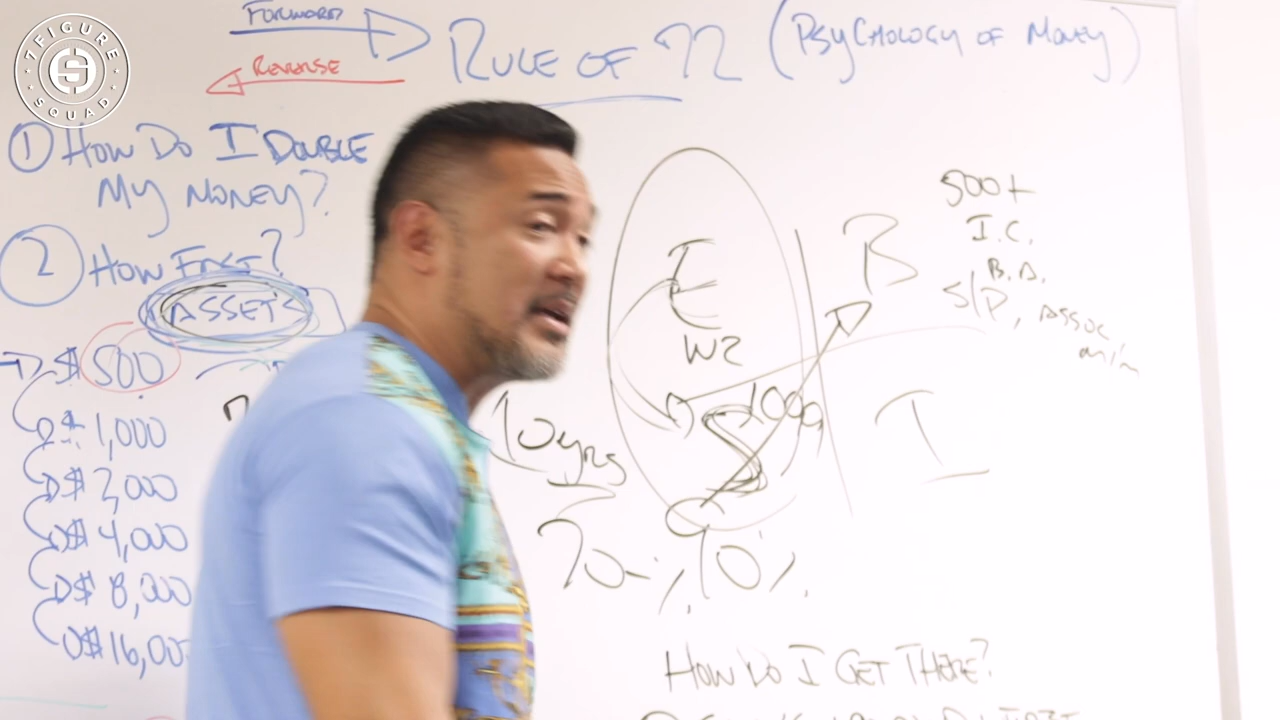 7 FIGURE SQUAD
FORWARD
REVERSE
RULE OF 72 (PSYCHOLOGY OF MONEY)
① HOW DO I DOUBLE
MY MONEY?
② HOW FAST?
ASSETS
$ 500
$ 1,000
$ 2,000
$ 4,000
$ 8,000
$ 16,00
10yrs
E
W2
1099
S
B
I
500+
I.C.
B.D.
S/P, ASSOC
HOW DO I GET THERE?